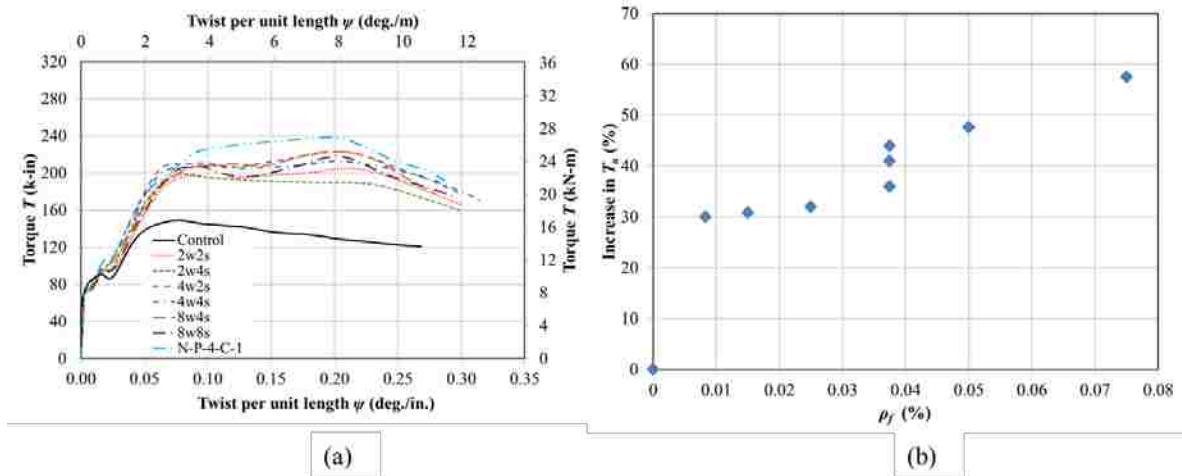 Twist per unit length ψ (deg./m)
0 2 4 6 8 10 12
320
280
240
200
160
120
80
40
0
Torque T (k-in)
36
32
28
24
20
16
12
8
4
0
Torque T (kN-m)
Control
2w2s
2w4s
4w2s
4w4s
8w4s
8w8s
N-P-4-C-1
0.00 0.05 0.10 0.15 0.20 0.25 0.30 0.35
Twist per unit length ψ (deg./in.)
(a)
70
60
50
40
30
20
10
0
Increase in Tn (%)
0 0.01 0.02 0.03 0.04 0.05 0.06 0.07 0.08
ρf (%)
(b)